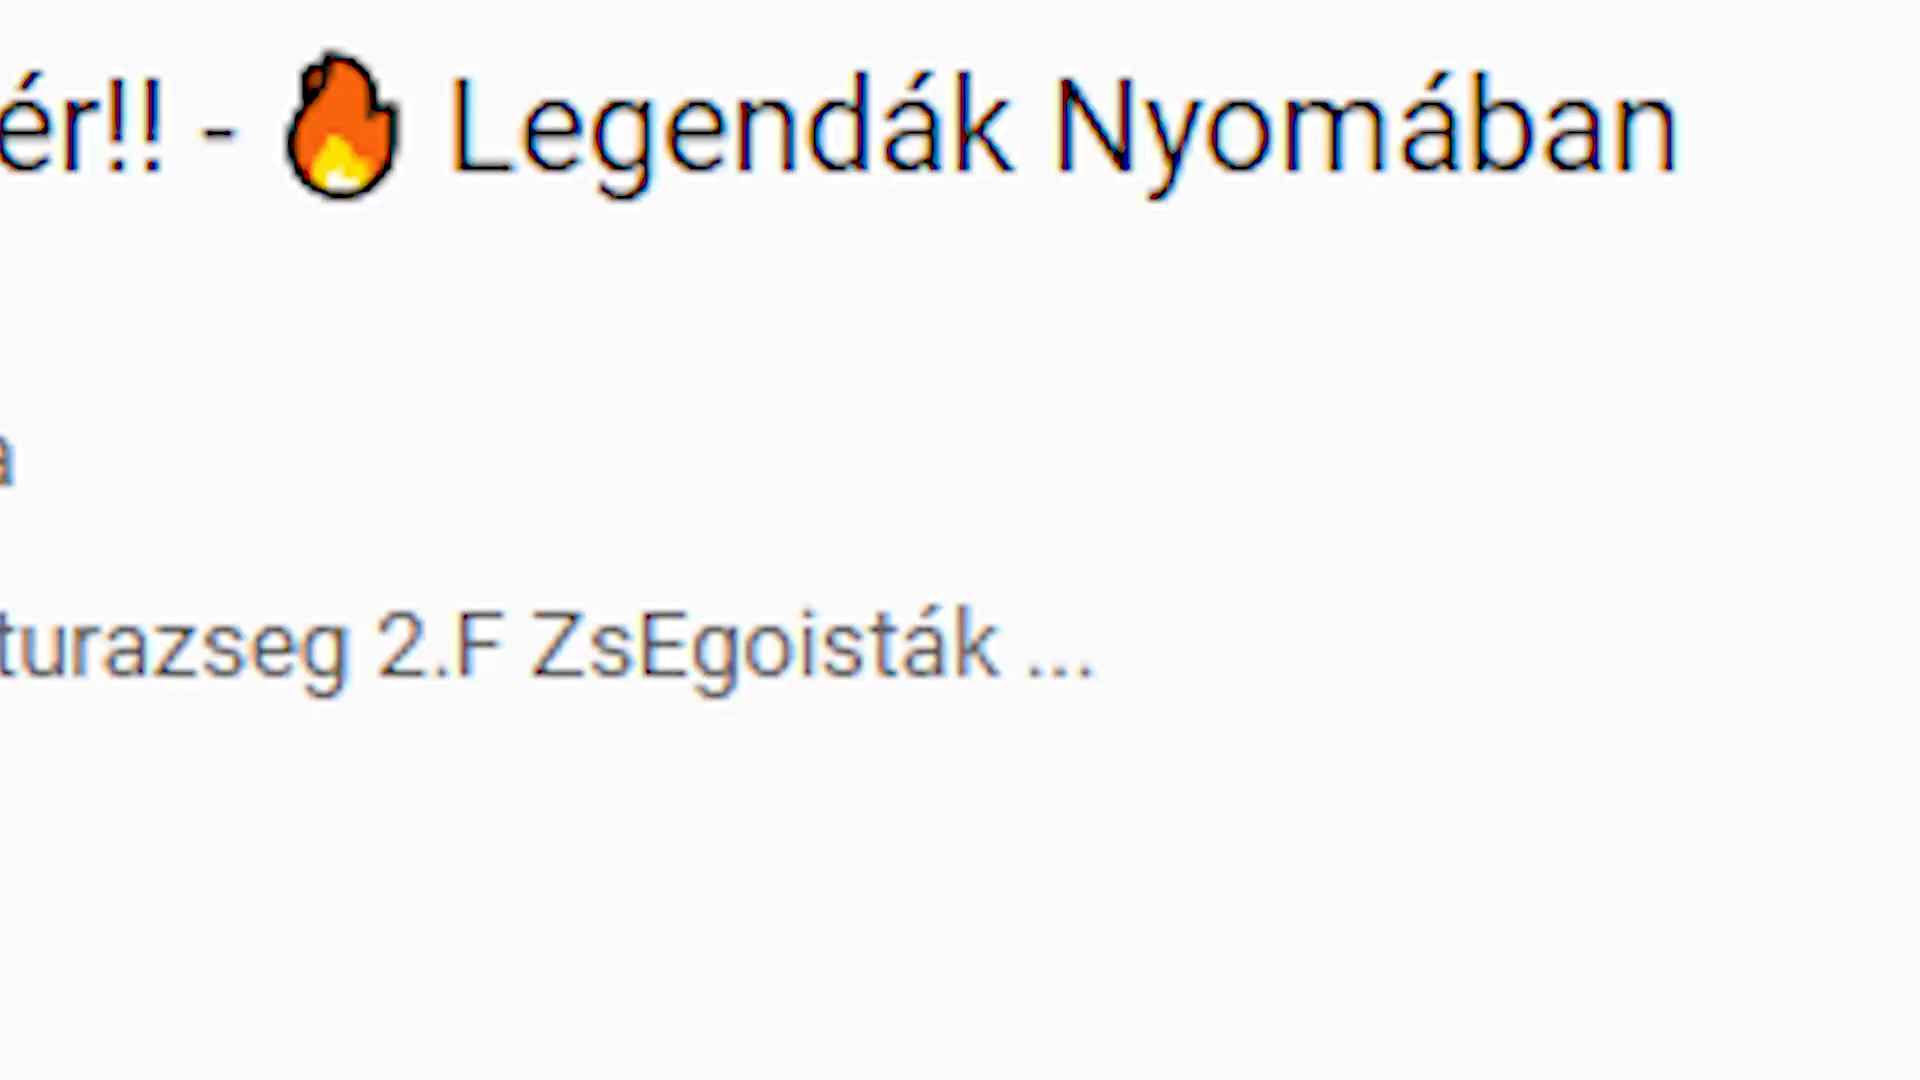 ér!! - 🔥 Legendák Nyomában
a
turazseg 2.F ZsEgoisták ...